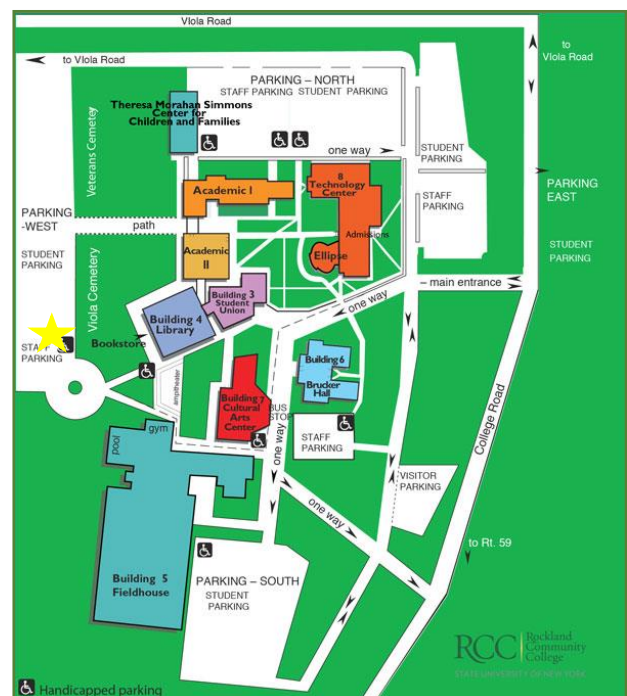 VIola Road
to VIola Road
to
VIola Road
PARKING – NORTH
STAFF PARKING STUDENT PARKING
Theresa Morahan Simmons
Center for
Children and Families
Veterans Cemetey
one way
STUDENT
PARKING
8
Technology
Center
Academic I
PARKING
EAST
STAFF
PARKING
PARKING
-WEST
path
Admissions
STUDENT
PARKING
Academic
II
Ellipse
STUDENT
PARKING
Viola Cemetery
main entrance
Building 3
Student
Union
one way
Building 4
Library
Bookstore
STAFF
PARKING
Building 6
Brucker
Hall
ampitheater
Building 7
Cultural
Arts
Center
BUS
STOP
College Road
gym
pool
one way
STAFF
PARKING
VISITOR
PARKING
one way
to Rt. 59
Building 5
Fieldhouse
PARKING – SOUTH
STUDENT
PARKING
RCC
Rockland
Community
College
STATE UNIVERSITY OF NEW YORK
Handicapped parking